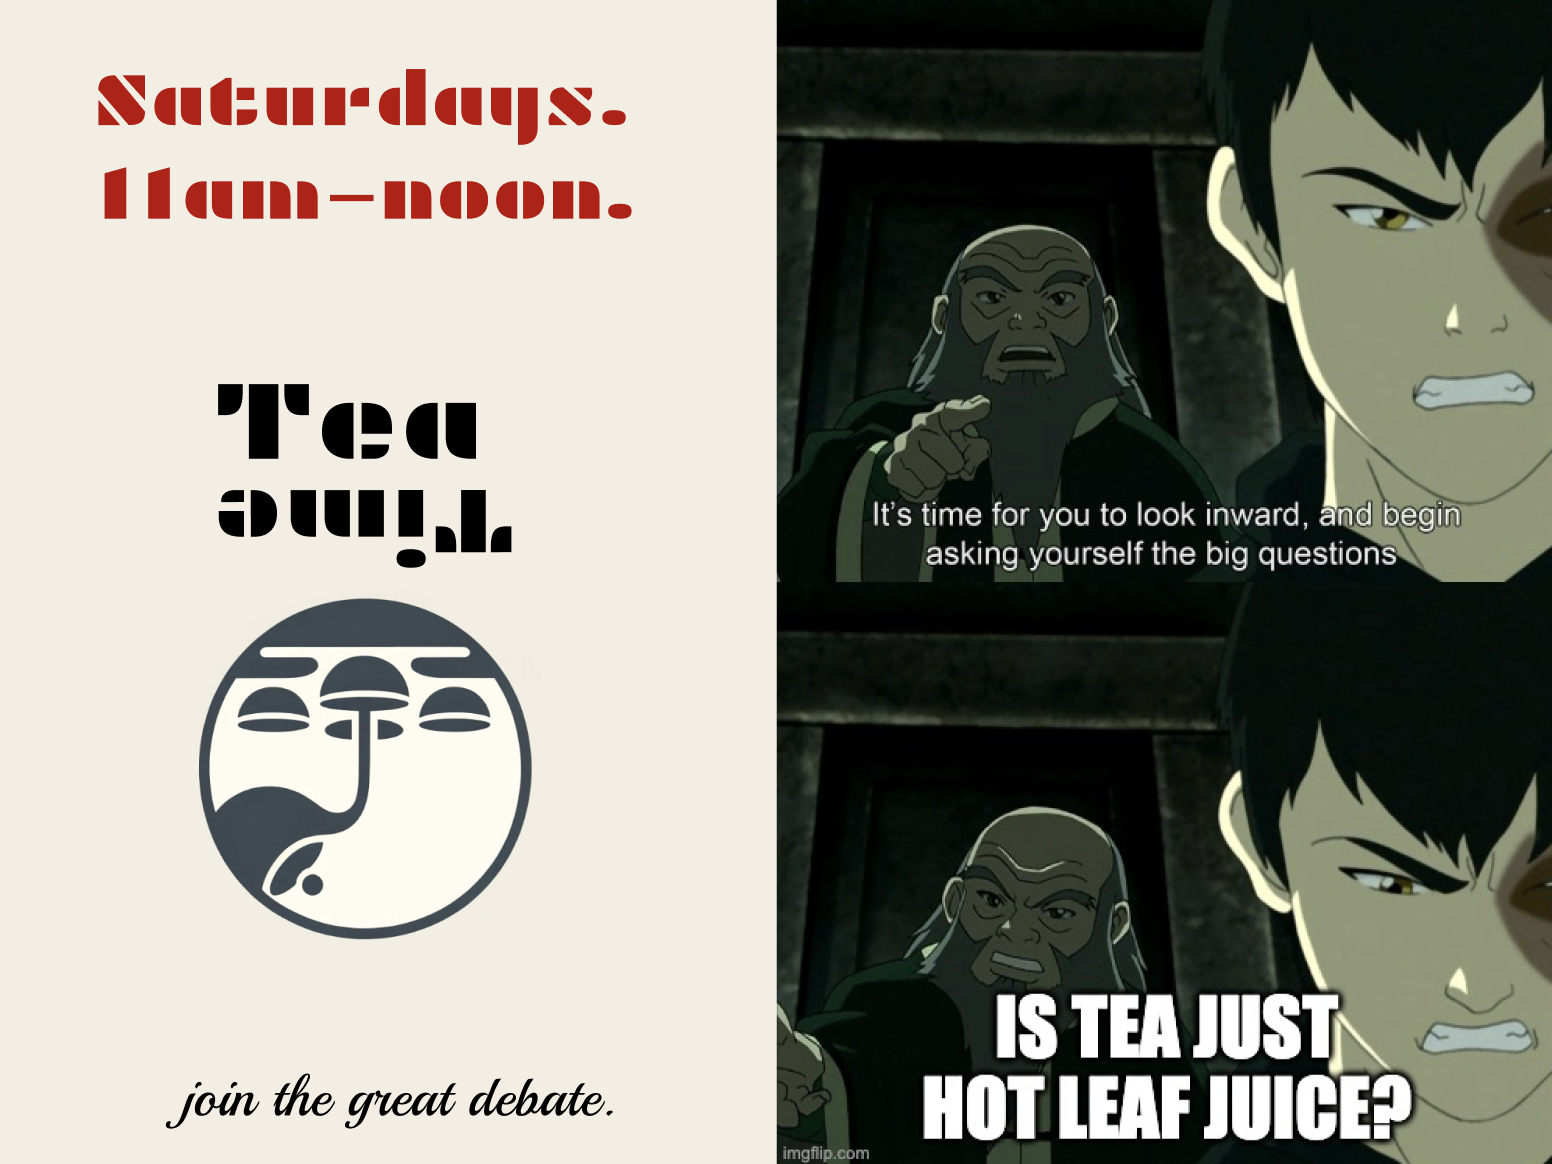 Saturdays.
11am–noon.
Tea
Time
join the great debate.
It's time for you to look inward, and begin
asking yourself the big questions
IS TEA JUST
HOT LEAF JUICE?
imgflip.com